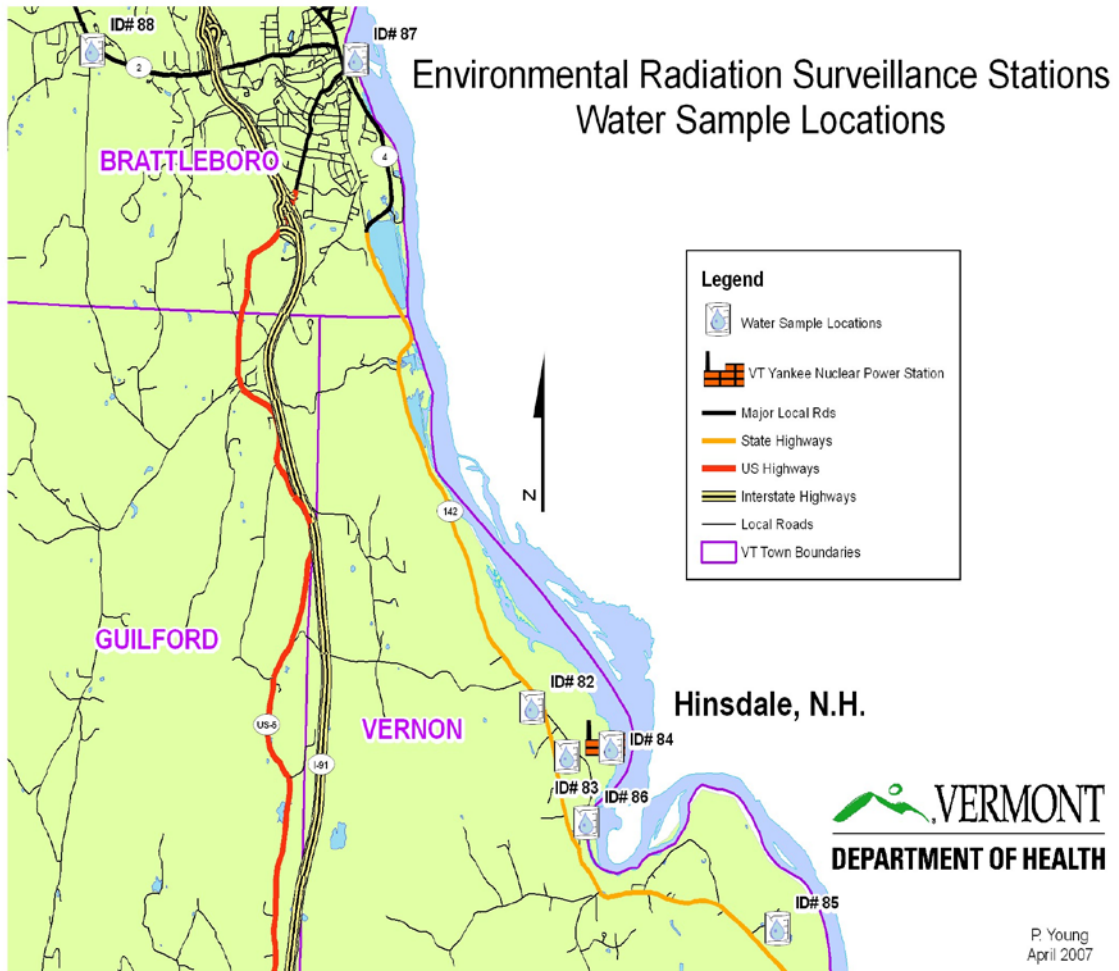 ID# 88
ID# 87
2
Environmental Radiation Surveillance Stations
Water Sample Locations
BRATTLEBORO
4
Legend
Water Sample Locations
VT Yankee Nuclear Power Station
Major Local Rds
State Highways
US Highways
Interstate Highways
Local Roads
VT Town Boundaries
N
142
GUILFORD
ID# 82
Hinsdale, N.H.
US-5
VERNON
ID# 84
I-91
ID# 83
ID# 86
VERMONT
DEPARTMENT OF HEALTH
ID# 85
P. Young
April 2007